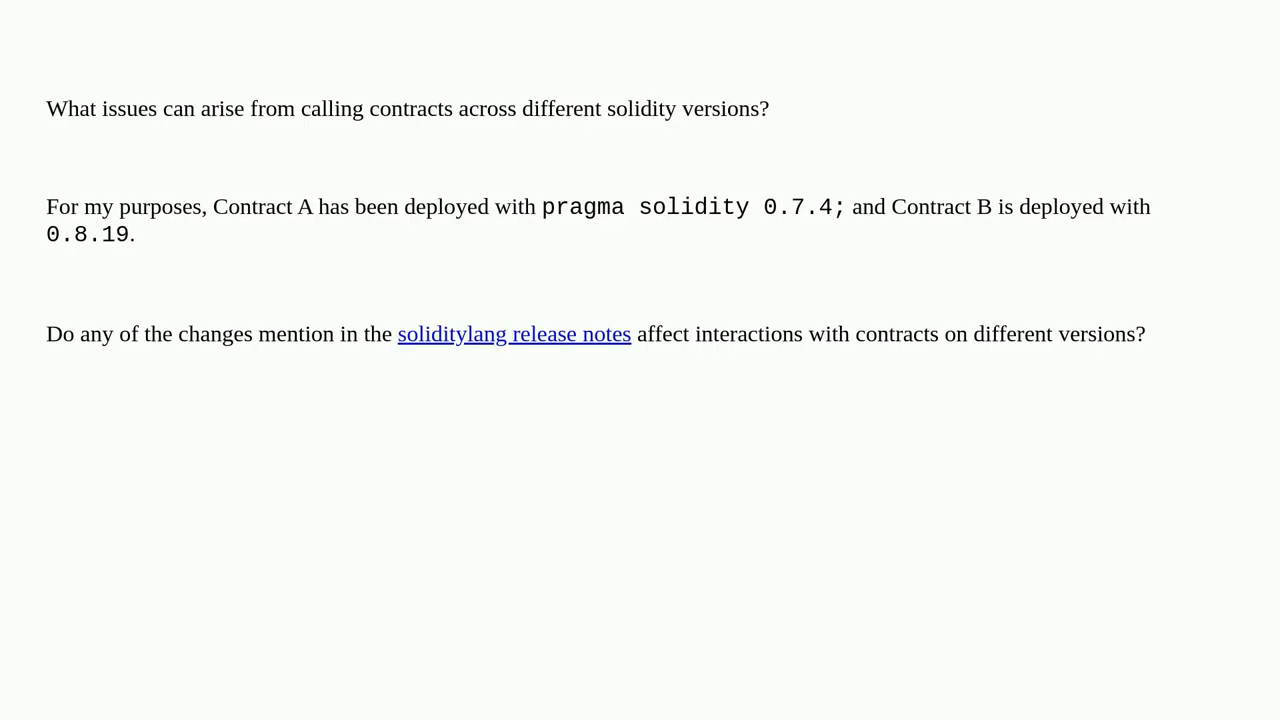 What issues can arise from calling contracts across different solidity versions?
For my purposes, Contract A has been deployed with pragma solidity 0.7.4; and Contract B is deployed with
0.8.19.
Do any of the changes mention in the soliditylang release notes affect interactions with contracts on different versions?